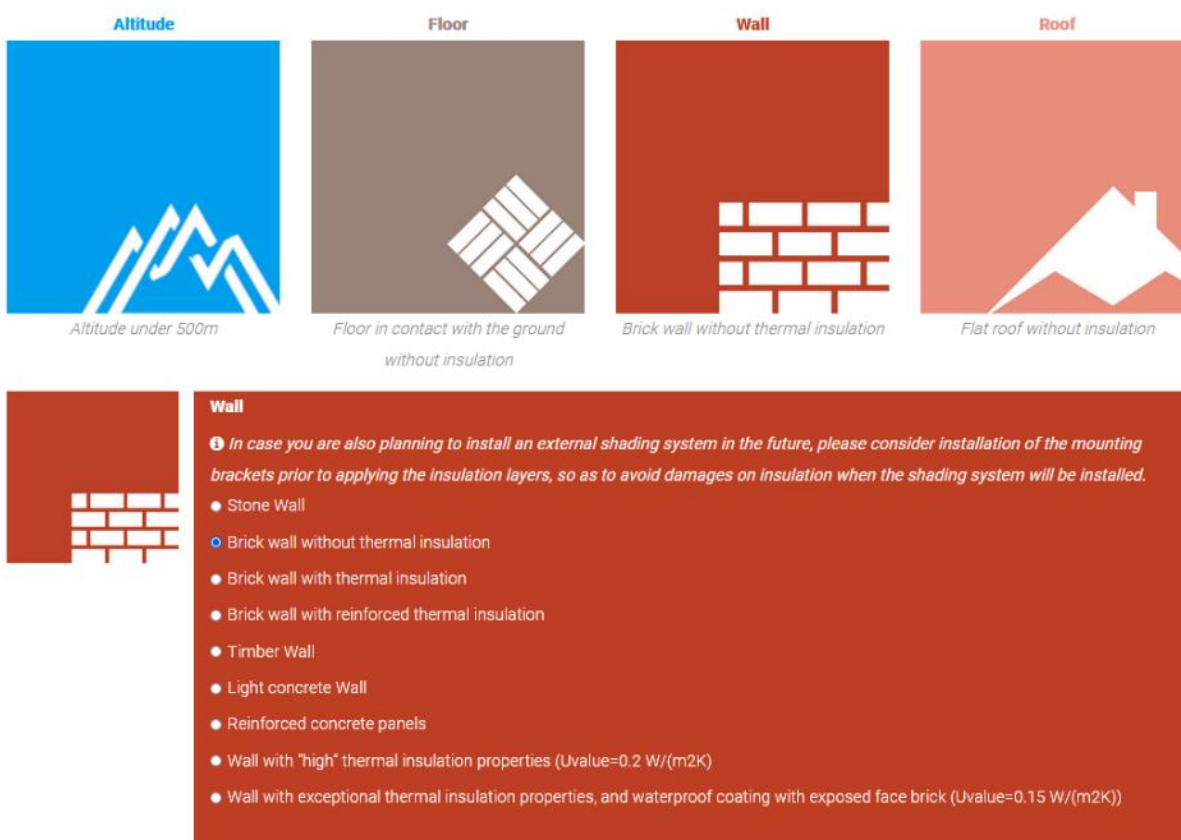 Altitude
Floor
Wall
Roof
Altitude under 500m
Floor in contact with the ground
without insulation
Brick wall without thermal insulation
Flat roof without insulation
Wall
In case you are also planning to install an external shading system in the future, please consider installation of the mounting
brackets prior to applying the insulation layers, so as to avoid damages on insulation when the shading system will be installed.
Stone Wall
Brick wall without thermal insulation
Brick wall with thermal insulation
Brick wall with reinforced thermal insulation
Timber Wall
Light concrete Wall
Reinforced concrete panels
Wall with "high" thermal insulation properties (Uvalue=0.2 W/(m2K)
Wall with exceptional thermal insulation properties, and waterproof coating with exposed face brick (Uvalue=0.15 W/(m2K))